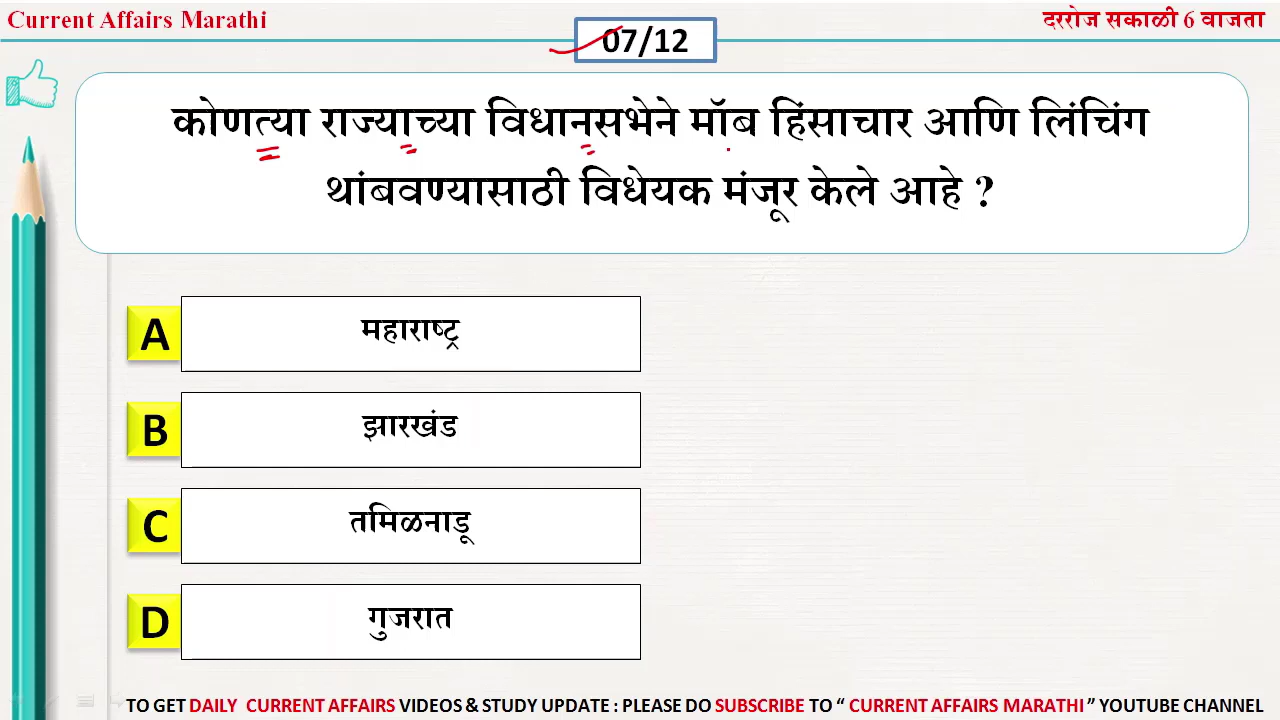 Current Affairs Marathi
दररोज सकाळी 6 वाजता
07/12
कोणत्या राज्याच्या विधानसभेने मॉब हिंसाचार आणि लिंचिंग
थांबवण्यासाठी विधेयक मंजूर केले आहे ?
A महाराष्ट्र
B झारखंड
C तमिळनाडू
D गुजरात
TO GET DAILY CURRENT AFFAIRS VIDEOS & STUDY UPDATE : PLEASE DO SUBSCRIBE TO “ CURRENT AFFAIRS MARATHI ” YOUTUBE CHANNEL